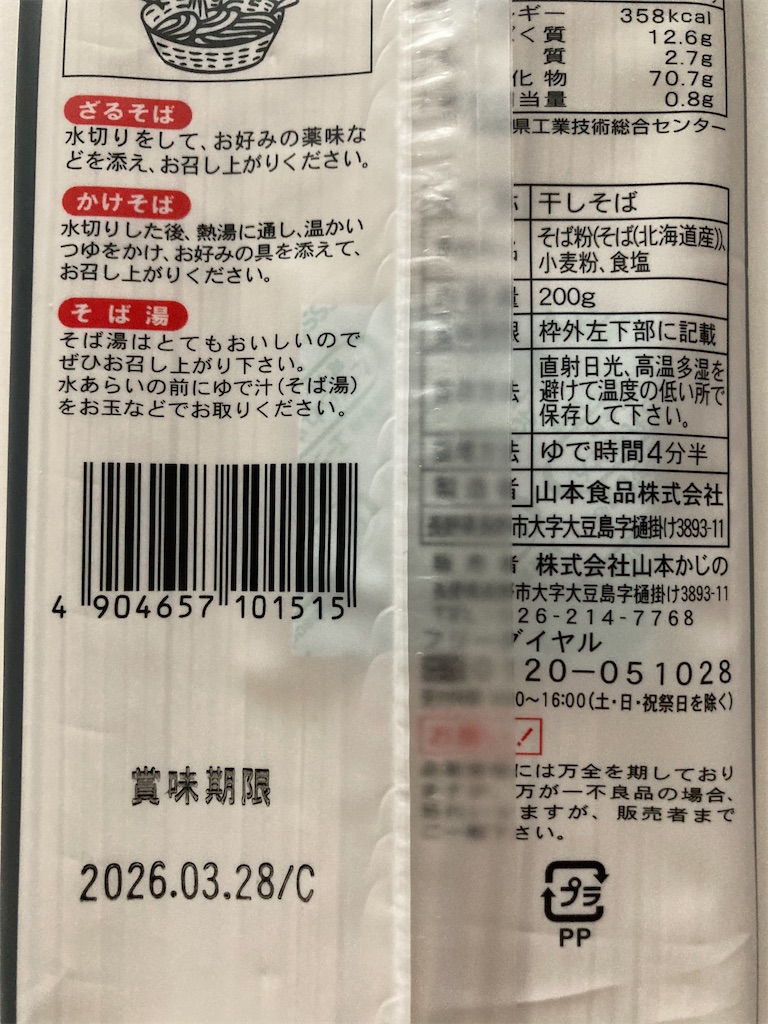 ざるそば
水切りをして、お好みの薬味な
どを添え、お召し上がりください。
かけそば
水切りした後、熱湯に通し、温かい
つゆをかけ、お好みの具を添えて、
お召し上がりください。
そば湯
そば湯はとてもおいしいので
ぜひお召し上がり下さい。
水あらいの前にゆで汁(そば湯)
をお玉などでお取りください。
4 904657 101515
賞味期限
2026.03.28/C
ルギー 358kcal
く質 12.6g
質 2.7g
化物 70.7g
当量 0.8g
県工業技術総合センター
干しそば
そば粉(そば(北海道産))、
小麦粉、食塩
量 200g
限 枠外左下部に記載
法 直射日光、高温多湿を
避けて温度の低い所で
保存して下さい。
法 ゆで時間4分半
者 山本食品株式会社
市大字大豆島字樋掛け3893-11
者 株式会社山本かじの
市大字大豆島字樋掛け3893-11
26-214-7768
フリーダイヤル
20-051028
0〜16:00(土・日・祝祭日を除く)
！
には万全を期しており
万が一不良品の場合、
ますが、販売者まで
さい。
プラ
PP